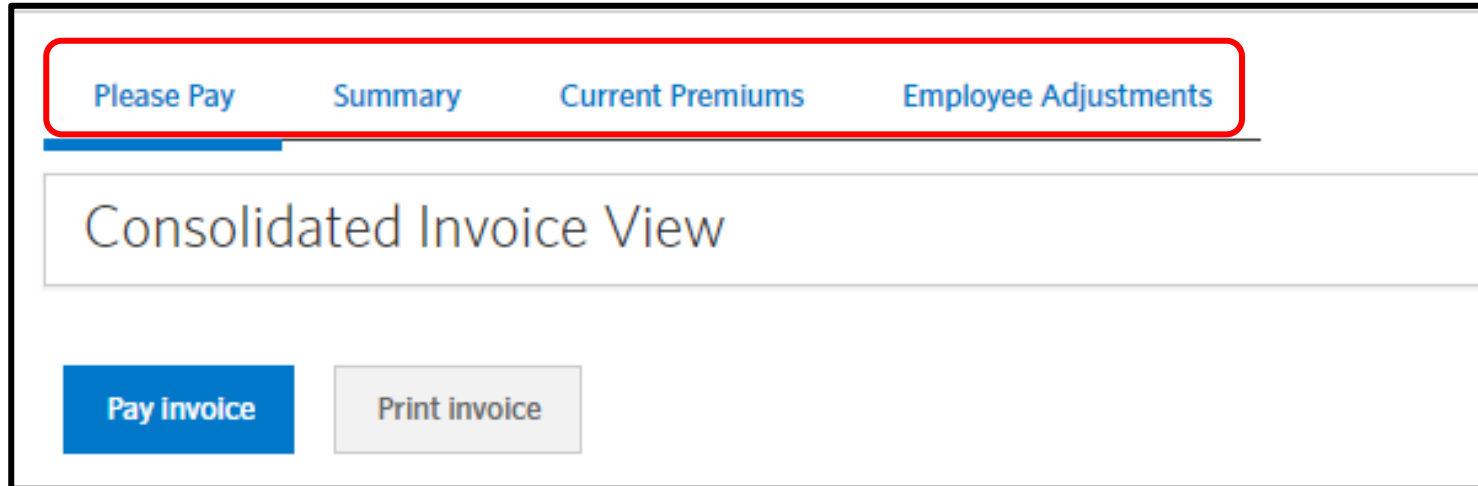 Please Pay Summary Current Premiums Employee Adjustments
Consolidated Invoice View
Pay invoice Print invoice